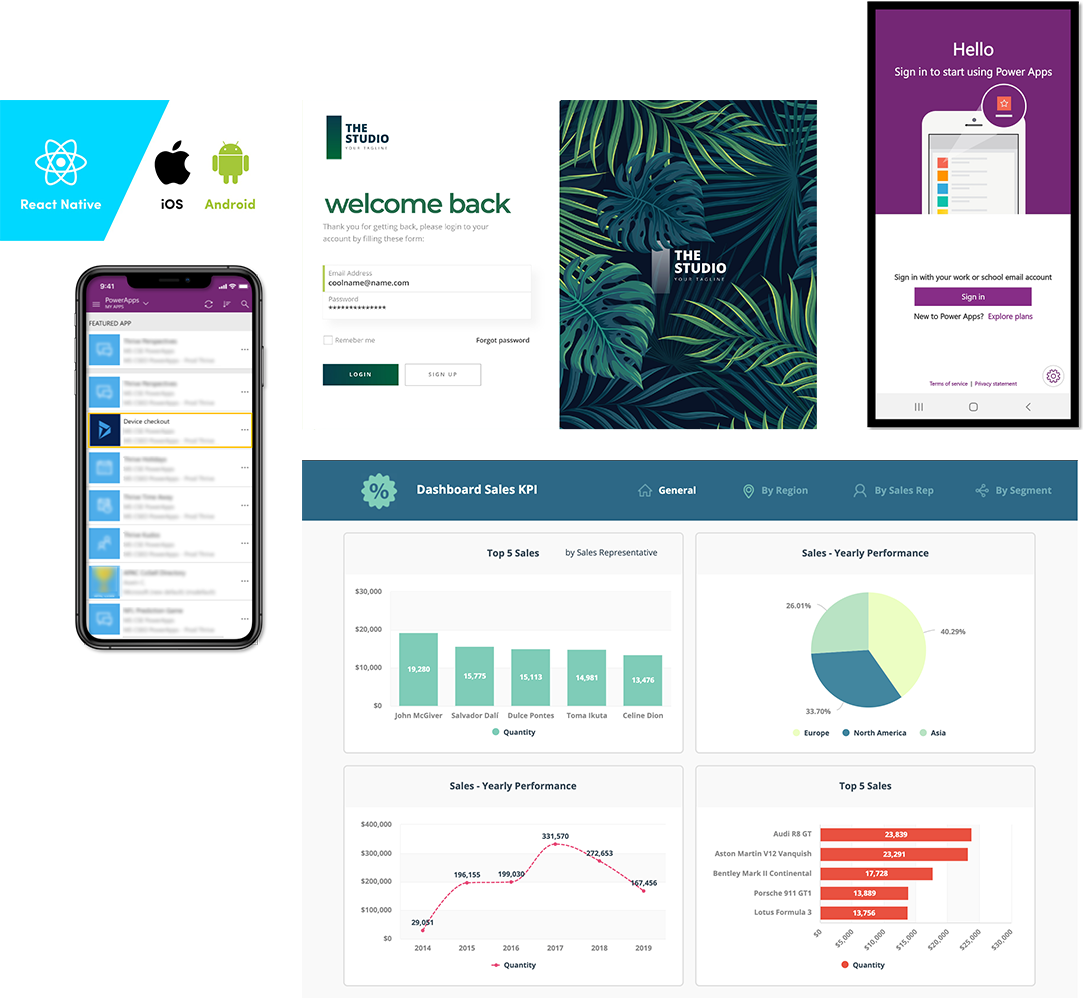 React Native
iOS
Android
9:41
PowerApps
MY APPS
FEATURED APP
Device checkout
THE
STUDIO
YOUR TAGLINE
welcome back
Thank you for getting back, please login to your
account by filling these form:
Email Address
coolname@name.com
Password
**************
Remeber me
Forgot password
LOGIN
SIGN UP
THE
STUDIO
YOUR TAGLINE
Hello
Sign in to start using Power Apps
Sign in with your work or school email account
Sign in
New to Power Apps? Explore plans
Terms of service | Privacy statement
% Dashboard Sales KPI
General
By Region
By Sales Rep
By Segment
Top 5 Sales by Sales Representative
$30,000
$20,000
$10,000
$0
19,280
15,775
15,113
14,981
13,476
John McGiver
Salvador Dalí
Dulce Pontes
Toma Ikuta
Celine Dion
Quantity
Sales - Yearly Performance
26.01%
40.29%
33.70%
Europe
North America
Asia
Sales - Yearly Performance
$400,000
$300,000
$200,000
$100,000
$0
29,051
196,155
199,030
331,570
272,653
167,456
2014
2015
2016
2017
2018
2019
Quantity
Top 5 Sales
Audi R8 GT 23,839
Aston Martin V12 Vanquish 23,291
Bentley Mark II Continental 17,728
Porsche 911 GT1 13,889
Lotus Formula 3 13,756
$0
$5,000
$10,000
$15,000
$20,000
$25,000
$30,000
Quantity